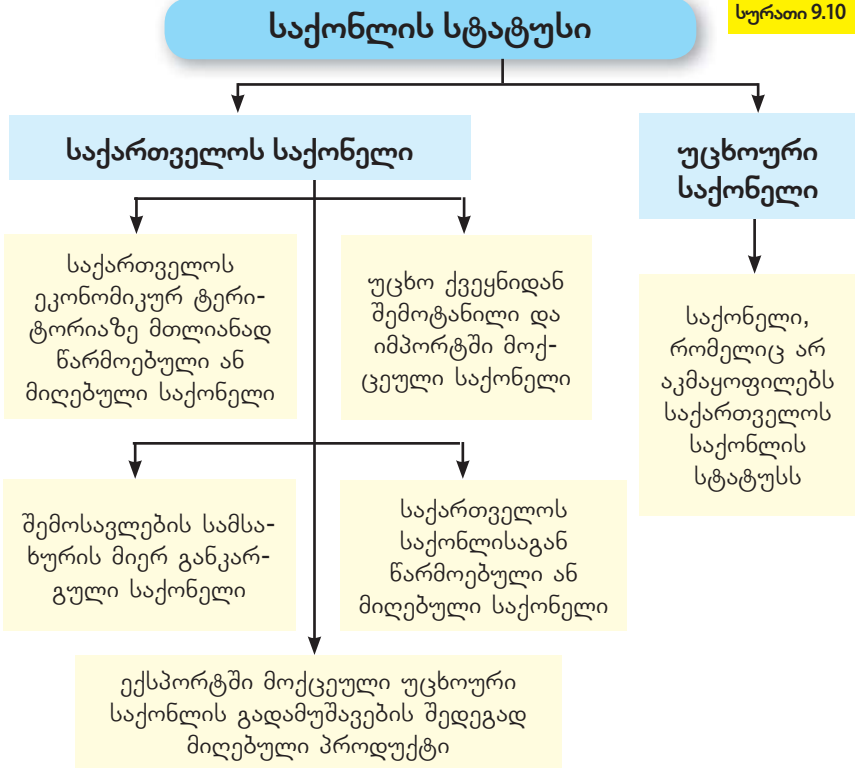 საქონლის სტატუსი
სურათი 9.10
საქართველოს საქონელი
უცხოური
საქონელი
საქართველოს
ეკონომიკურ ტერი-
ტორიაზე მთლიანად
წარმოებული ან
მიღებული საქონელი
უცხო ქვეყნიდან
შემოტანილი და
იმპორტში მოქ-
ცეული საქონელი
საქონელი,
რომელიც არ
აკმაყოფილებს
საქართველოს
საქონლის
სტატუსს
შემოსავლების სამსა-
ხურის მიერ განკარ-
გული საქონელი
საქართველოს
საქონლისაგან
წარმოებული ან
მიღებული საქონელი
ექსპორტში მოქცეული უცხოური
საქონლის გადამუშავების შედეგად
მიღებული პროდუქტი